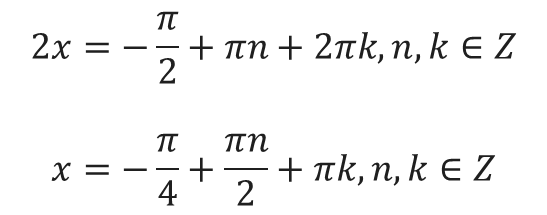 2x = −π/2 + πn + 2πk, n, k ∈ Z
x = −π/4 + πn/2 + πk, n, k ∈ Z